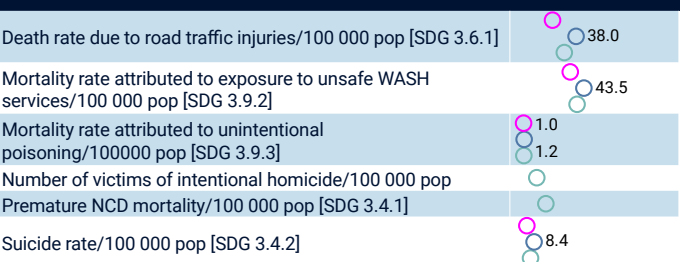 Death rate due to road traffic injuries/100 000 pop [SDG 3.6.1]
38.0
Mortality rate attributed to exposure to unsafe WASH
services/100 000 pop [SDG 3.9.2]
43.5
Mortality rate attributed to unintentional
poisoning/100000 pop [SDG 3.9.3]
1.0
1.2
Number of victims of intentional homicide/100 000 pop
Premature NCD mortality/100 000 pop [SDG 3.4.1]
Suicide rate/100 000 pop [SDG 3.4.2]
8.4